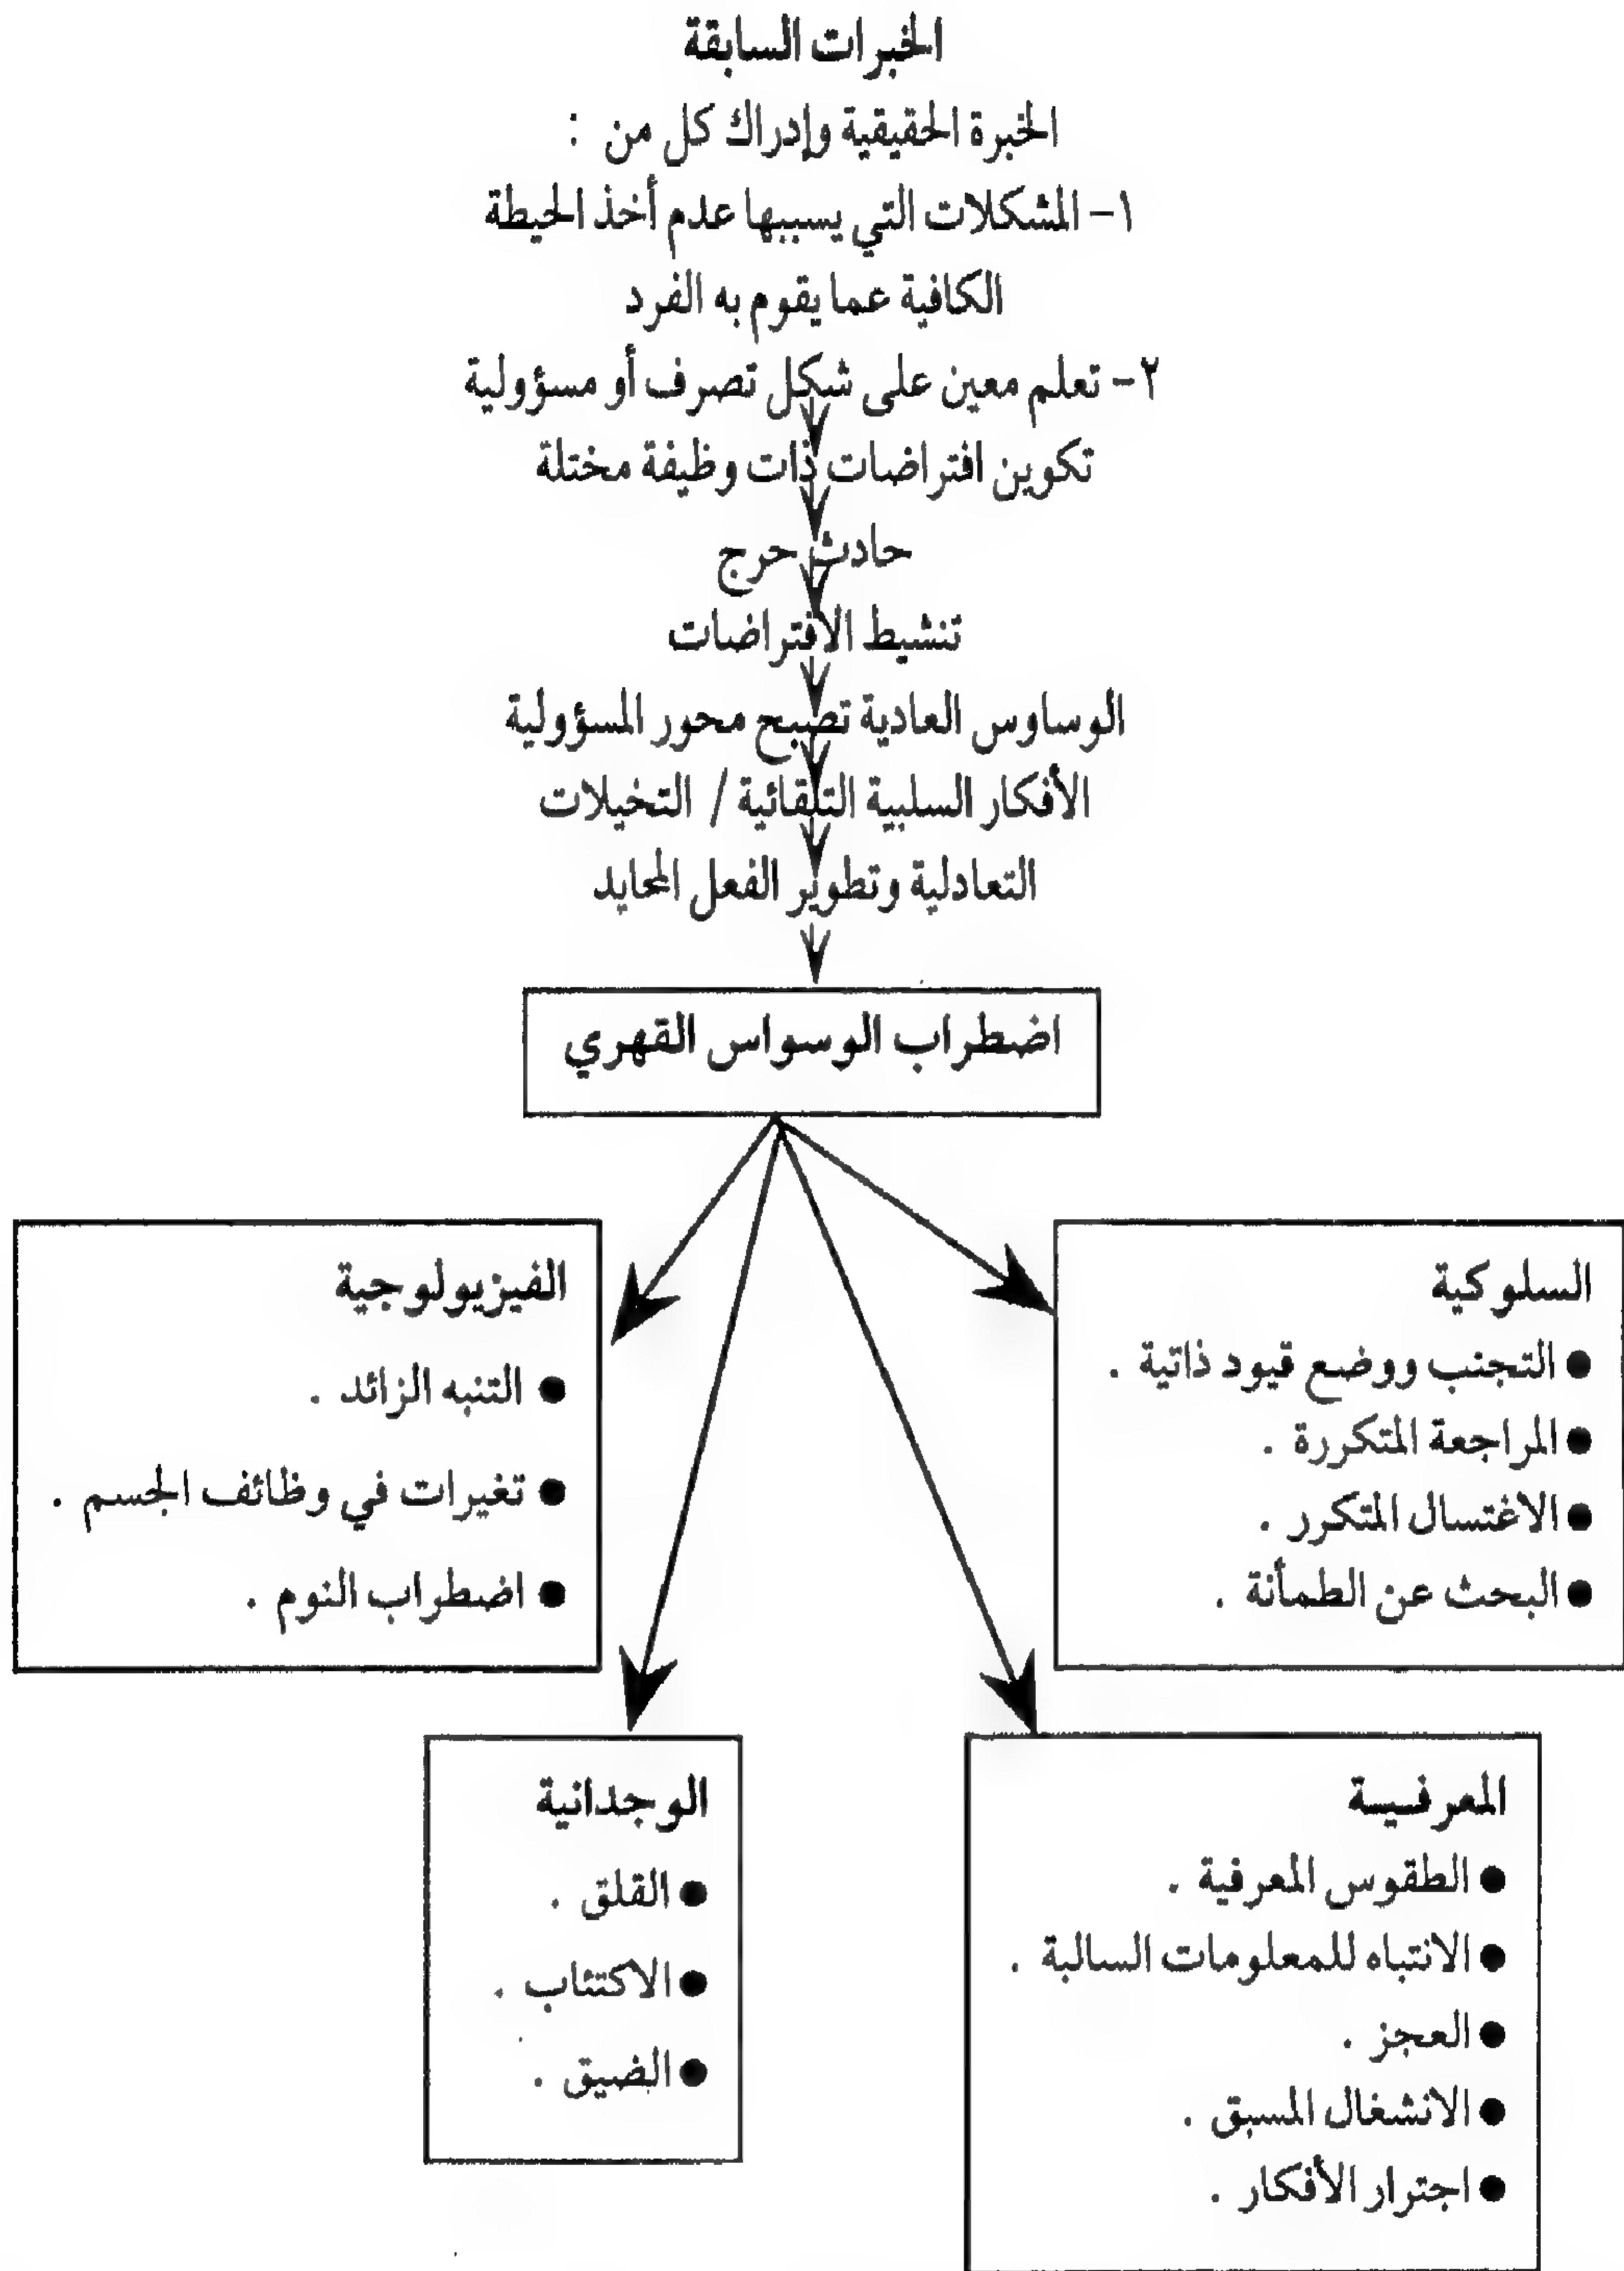 الخبرات السابقة
الخبرة الحقيقية وإدراك كل من :
١- المشكلات التي يسببها عدم أخذ الحيطة
الكافية عما يقوم به الفرد
٢- تعلم معين على شكل تصرف أو مسؤولية
تكوين افتراضات ذات وظيفة مختلة
حادث حرج
تنشيط الافتراضات
الوساوس العادية تصبح محور المسؤولية
الأفكار السلبية التلقائية / التخيلات
التعادلية وتطوير الفعل المحايد
اضطراب الوسواس القهري
السلوكية
● التجنب ووضع قيود ذاتية .
● المراجعة المتكررة .
● الاغتسال المتكرر .
● البحث عن الطمأنة .
الفيزيولوجية
● التنبه الزائد .
● تغيرات في وظائف الجسم .
● اضطراب النوم .
المعرفية
● الطقوس المعرفية .
● الانتباه للمعلومات السالبة .
● العجز .
● الانشغال المسبق .
● اجترار الأفكار .
الوجدانية
● القلق .
● الاكتئاب .
● الضيق .